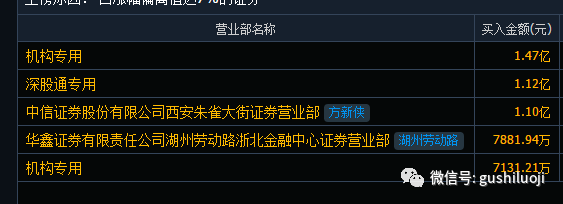 营业部名称 买入金额(元)
机构专用 1.47亿
深股通专用 1.12亿
中信证券股份有限公司西安朱雀大街证券营业部 方新侠 1.10亿
华鑫证券有限责任公司湖州劳动路浙北金融中心证券营业部 湖州劳动路 7881.94万
机构专用 7131.21万
微信号: gushiluoji